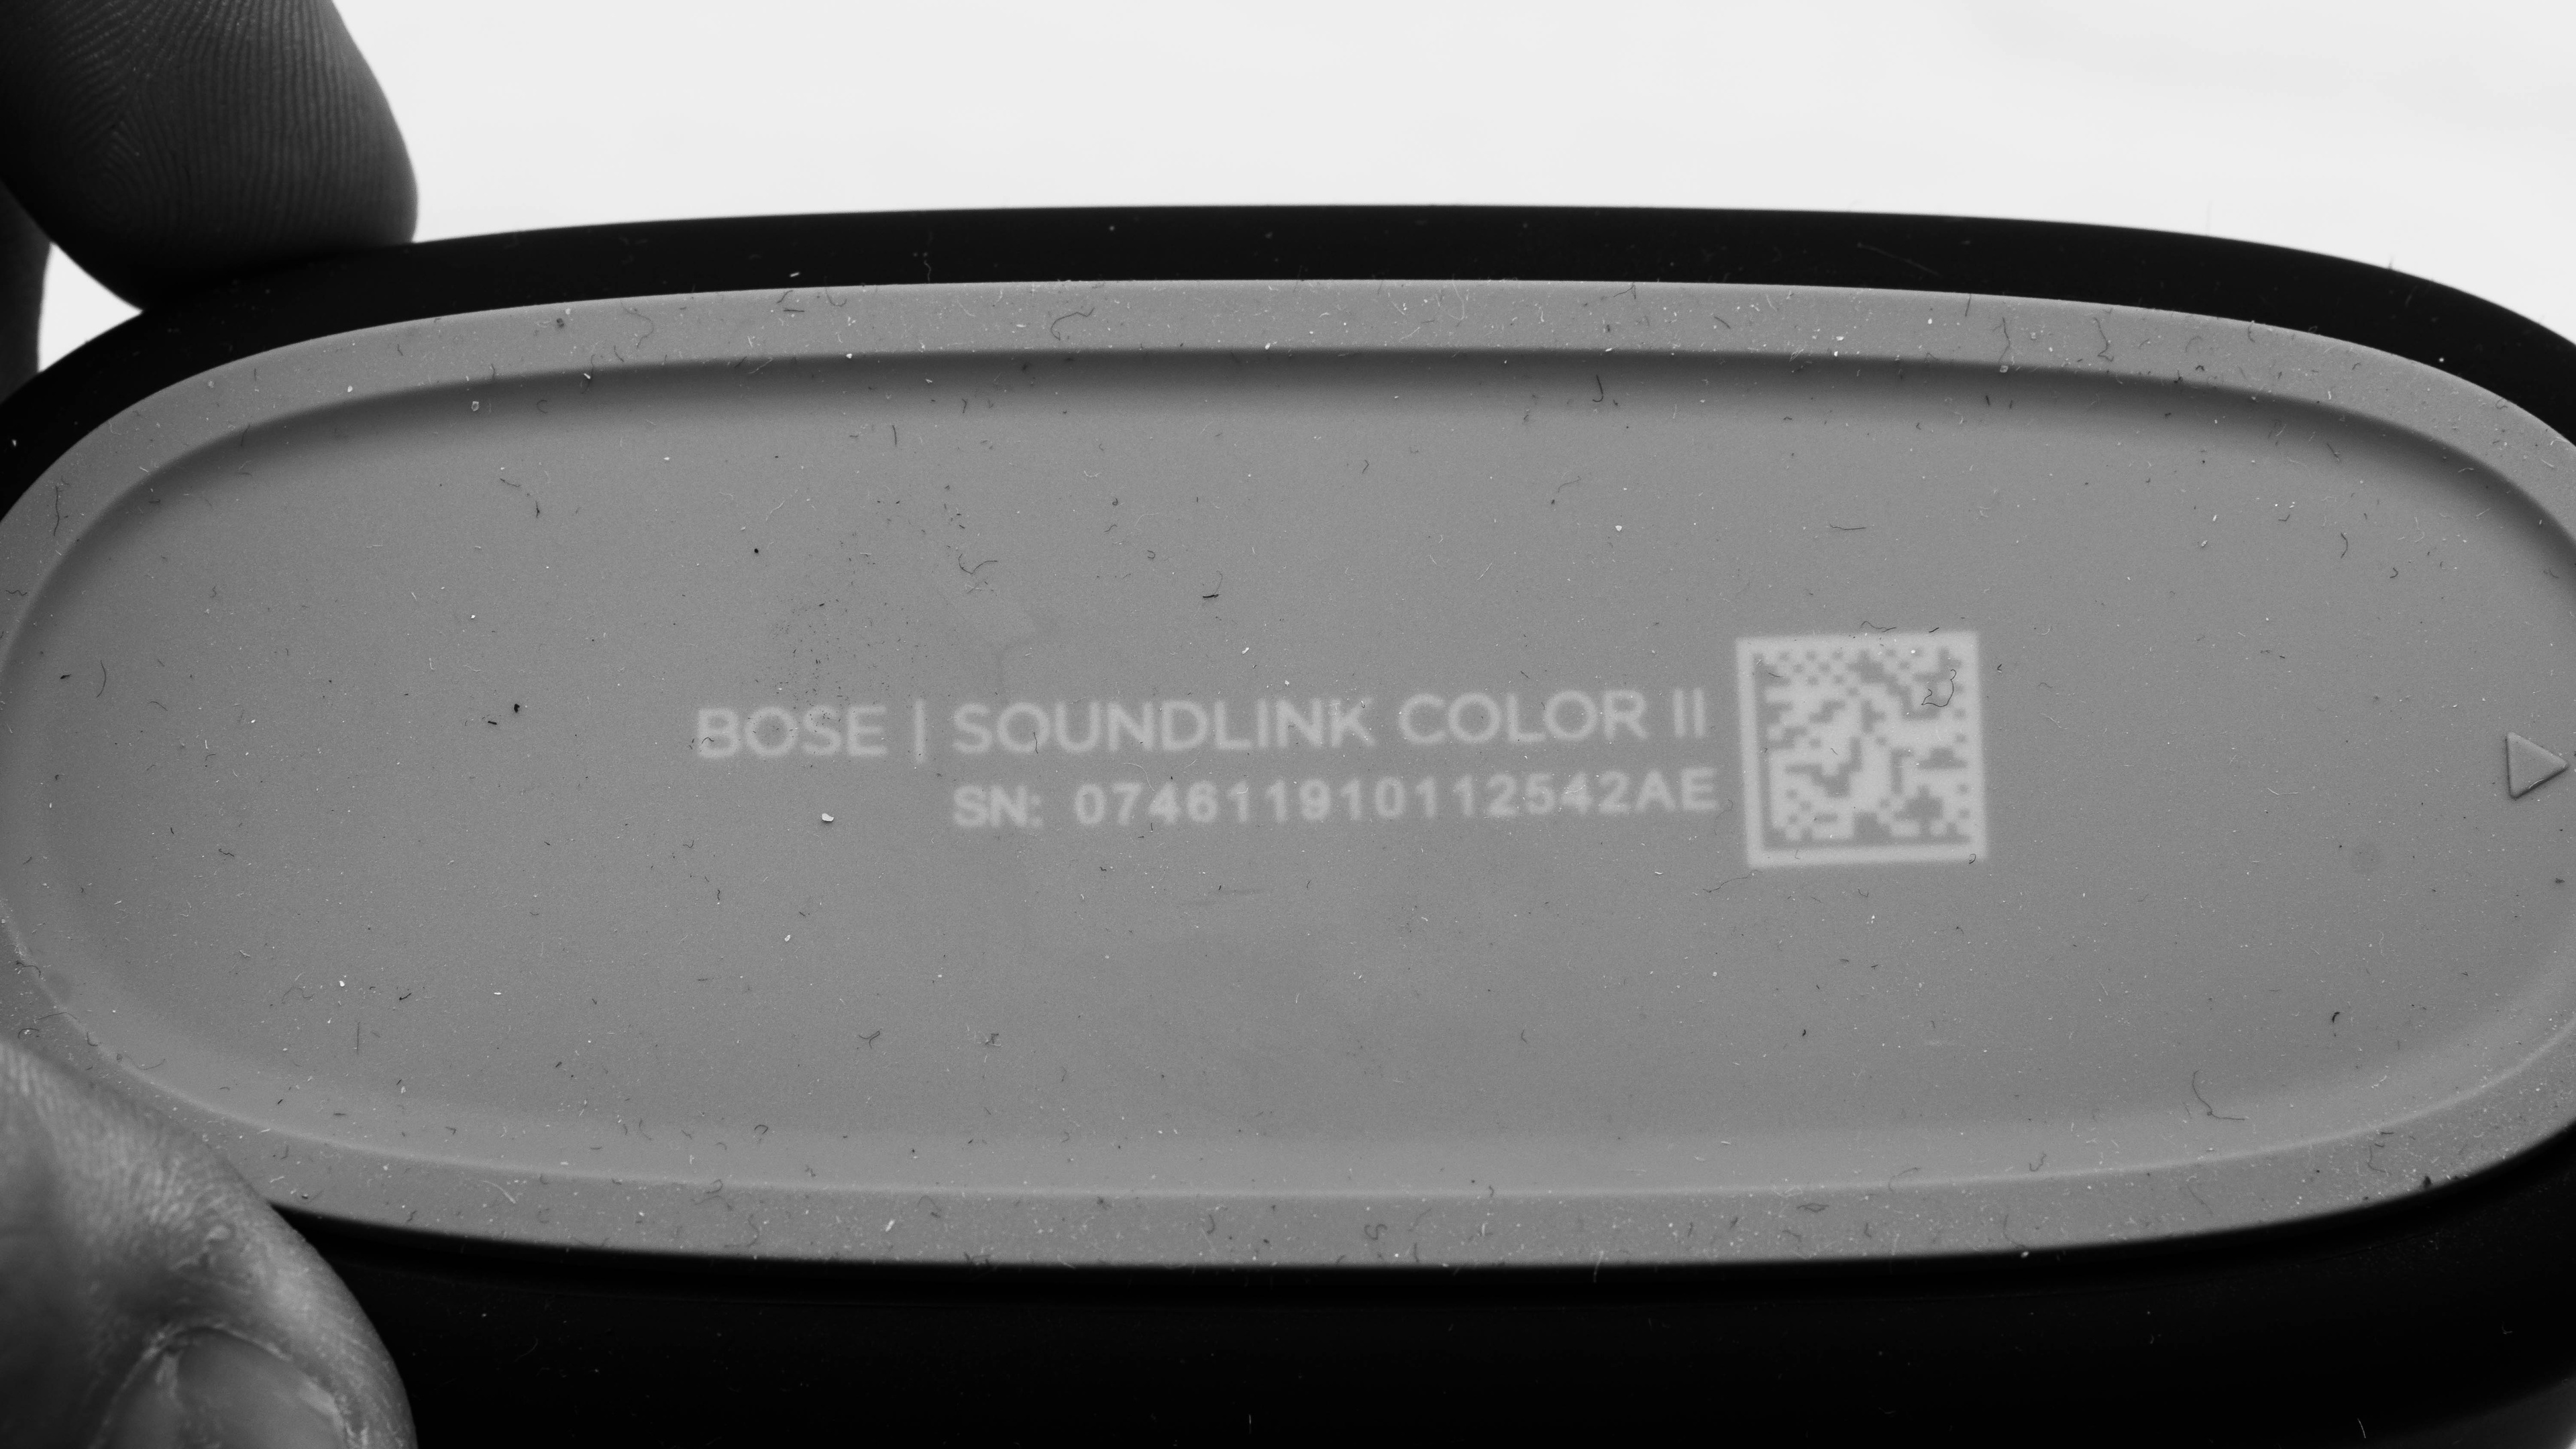 BOSE | SOUNDLINK COLOR II
SN: 074611910112542AE